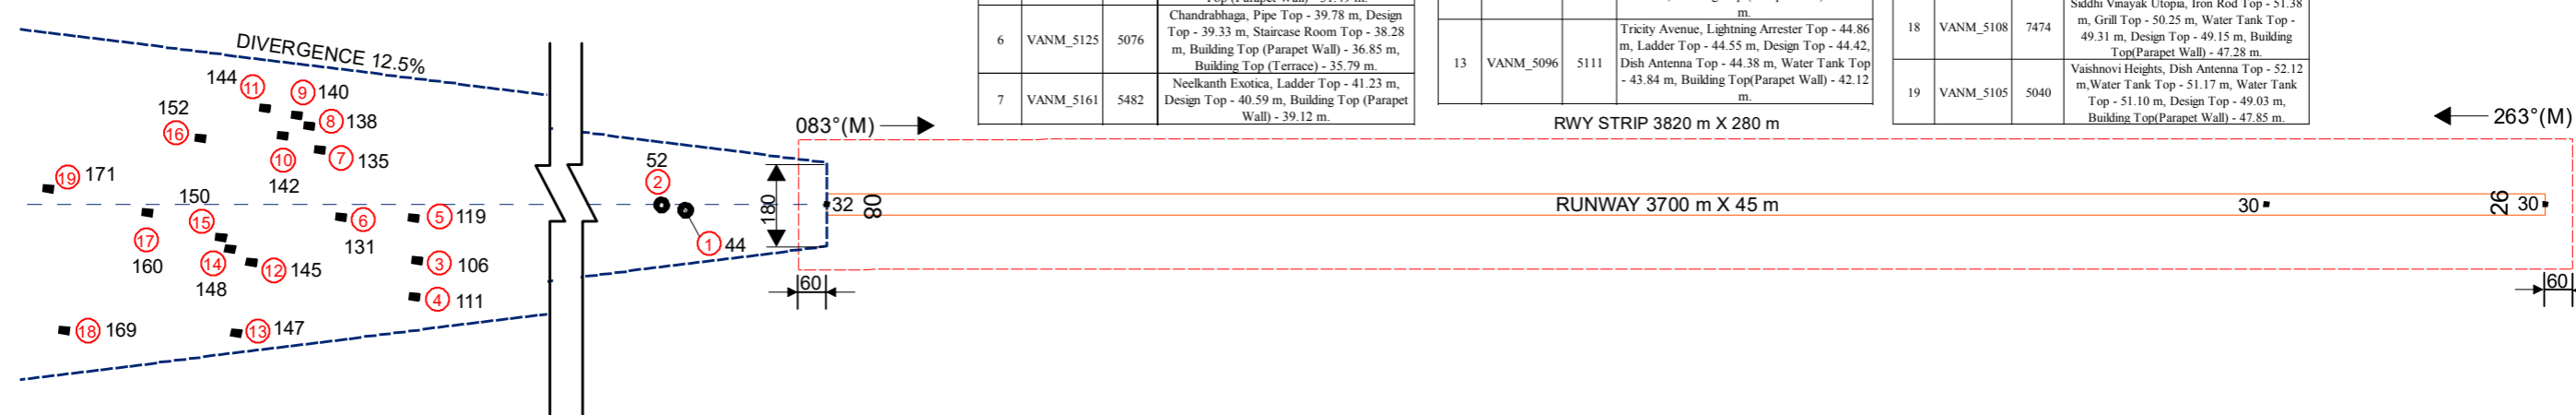 Top (Parapet Wall) - 31.49 m.
6 VANM_5125 5076
Chandrabhaga, Pipe Top - 39.78 m, Design
Top - 39.33 m, Staircase Room Top - 38.28
m, Building Top (Parapet Wall) - 36.85 m,
Building Top (Terrace) - 35.79 m.
7 VANM_5161 5482
Neelkanth Exotica, Ladder Top - 41.23 m,
Design Top - 40.59 m, Building Top (Parapet
Wall) - 39.12 m.
m.
13 VANM_5096 5111
Tricity Avenue, Lightning Arrester Top - 44.86
m, Ladder Top - 44.55 m, Design Top - 44.42,
Dish Antenna Top - 44.38 m, Water Tank Top
- 43.84 m, Building Top(Parapet Wall) - 42.12
m.
18 VANM_5108 7474
Siddhi Vinayak Utopia, Iron Rod Top - 51.38
m, Grill Top - 50.25 m, Water Tank Top -
49.31 m, Design Top - 49.15 m, Building
Top(Parapet Wall) - 47.28 m.
19 VANM_5105 5040
Vaishnovi Heights, Dish Antenna Top - 52.12
m,Water Tank Top - 51.17 m, Water Tank
Top - 51.10 m, Design Top - 49.03 m,
Building Top(Parapet Wall) - 47.85 m.
DIVERGENCE 12.5%
144 11
9 140
8 138
152
16
10
142
7 135
19 171
150
15
17
160
14
148
12 145
6
131
5 119
3 106
4 111
18 169
13 147
52
2
1 44
083°(M)
RWY STRIP 3820 m X 280 m
263°(M)
180
32
08
RUNWAY 3700 m X 45 m
30
26
30
60
60